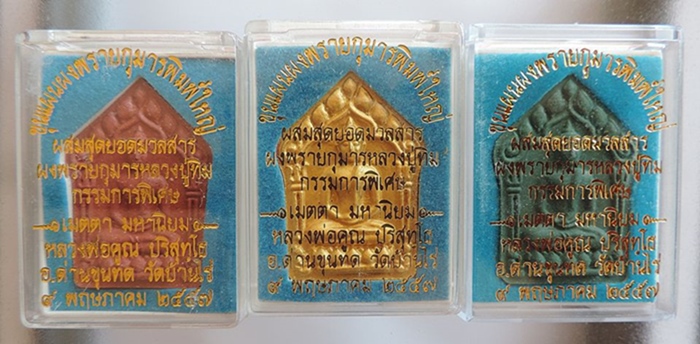 ขุนแผนผงพรายกุมารพิมพ์ใหญ่
ผสมสุดยอดมวลสาร
ผงพรายกุมารหลวงปู่ทิม
กรรมการพิเศษ
๑ เมตตา มหานิยม ๑
หลวงพ่อคูณ ปริสุทฺโธ
อ.ด่านขุนทด วัดบ้านไร่
๙ พฤษภาคม ๒๕๕๗
ขุนแผนผงพรายกุมารพิมพ์ใหญ่
ผสมสุดยอดมวลสาร
ผงพรายกุมารหลวงปู่ทิม
กรรมการพิเศษ
๑ เมตตา มหานิยม ๑
หลวงพ่อคูณ ปริสุทฺโธ
อ.ด่านขุนทด วัดบ้านไร่
๙ พฤษภาคม ๒๕๕๗
ขุนแผนผงพรายกุมารพิมพ์ใหญ่
ผสมสุดยอดมวลสาร
ผงพรายกุมารหลวงปู่ทิม
กรรมการพิเศษ
๑ เมตตา มหานิยม ๑
หลวงพ่อคูณ ปริสุทฺโธ
อ.ด่านขุนทด วัดบ้านไร่
๙ พฤษภาคม ๒๕๕๗